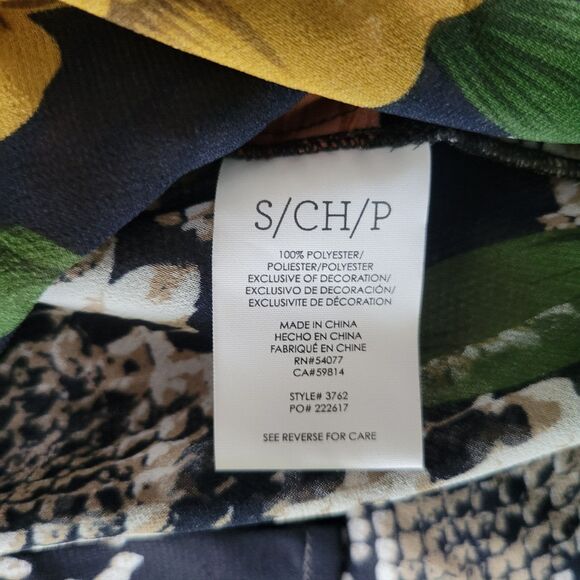 S/CH/P
100% POLYESTER/
POLIESTER/POLYESTER
EXCLUSIVE OF DECORATION/
EXCLUSIVO DE DECORACIÓN/
EXCLUSIVITE DE DÉCORATION
MADE IN CHINA
HECHO EN CHINA
FABRIQUÉ EN CHINE
RN#54077
CA#59814
STYLE# 3762
PO# 222617
SEE REVERSE FOR CARE